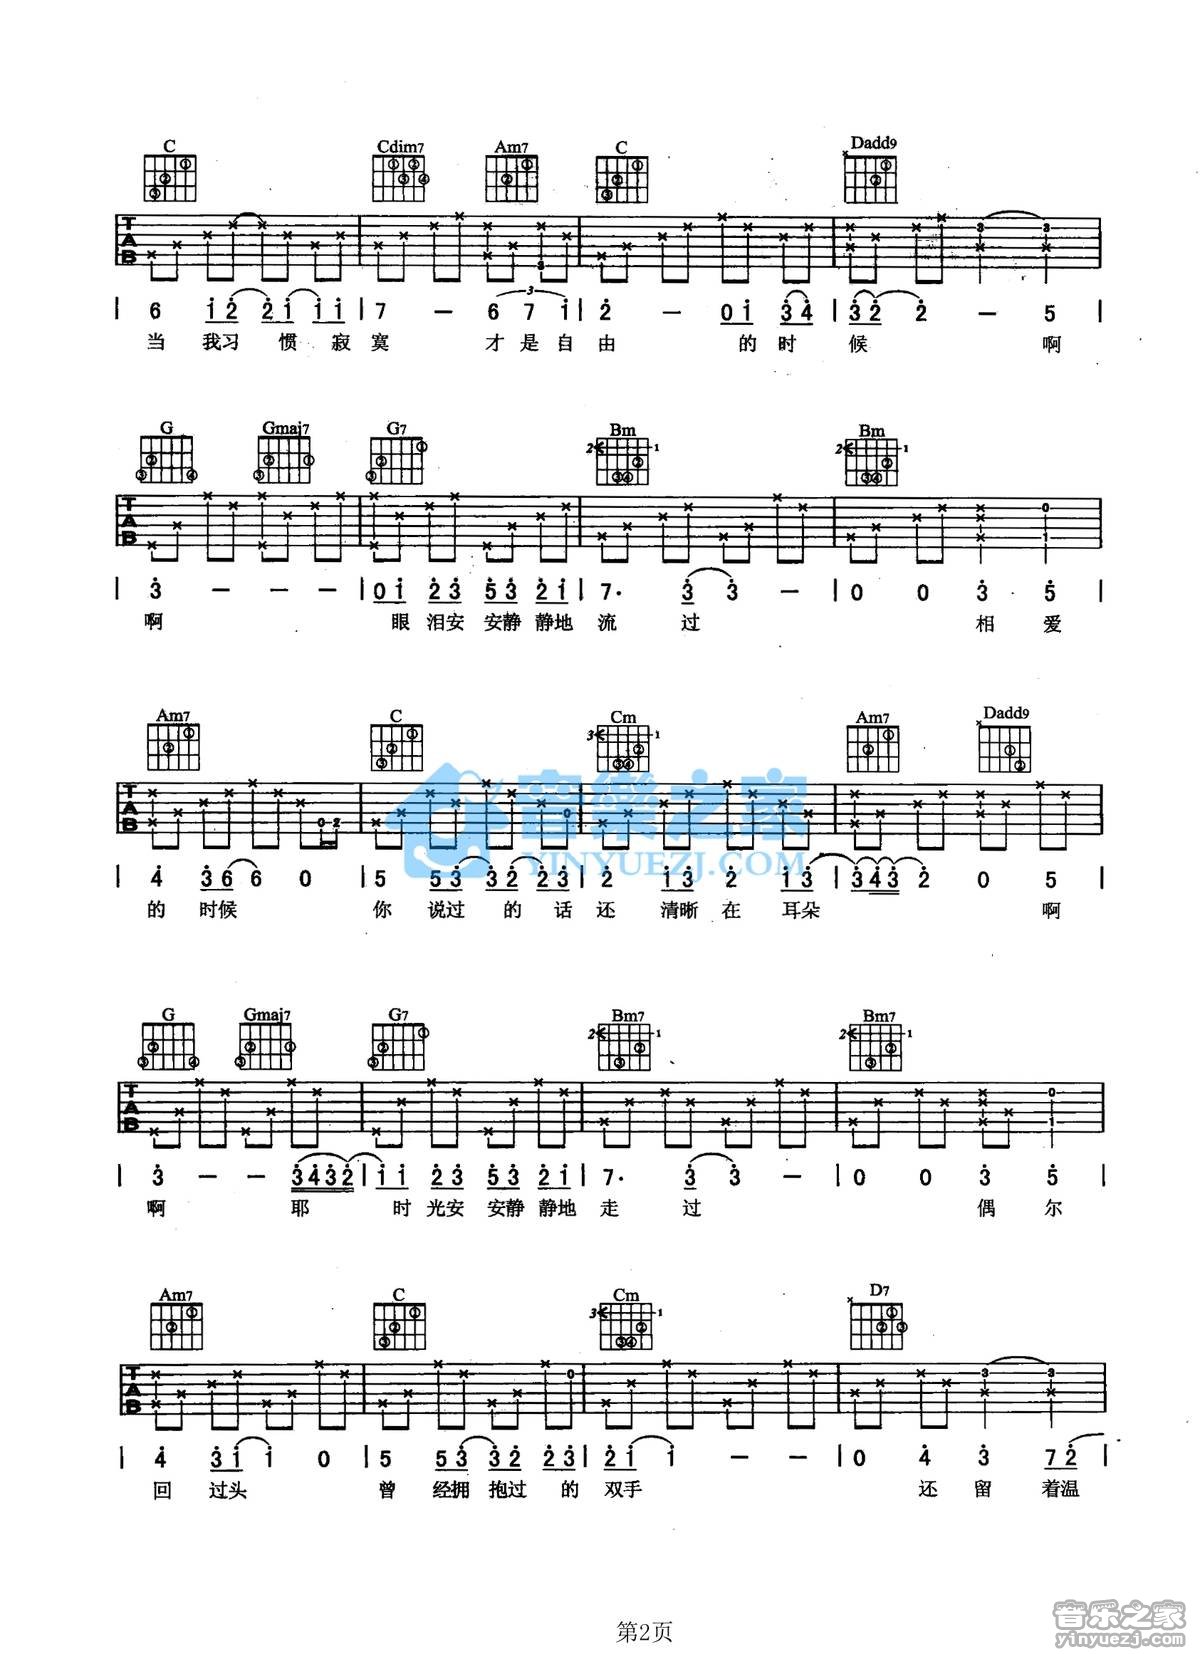 C Cdim7 Am7 C Dadd9
T A B
| 6 1 2 2 1 1 1 | 7 — 6 7 1 | 2 — 0 1 3 4 | 3 2 2 — 5 |
当 我习 惯 寂 寞 才 是 自 由 的 时 候 啊
G Gmaj7 G7 Bm Bm
T A B
| 3 — — — | 0 1 2 3 5 3 2 1 | 7· 3 3 — | 0 0 3 5 |
啊 眼 泪安 安静 静地 流 过 相 爱
Am7 C Cm Am7 Dadd9
T A B
| 4 3 6 6 0 | 5 5 3 3 2 2 3 | 2 1 3 2 1 3 | 3 4 3 2 0 5 |
的 时候 你 说过 的 话 还 清晰 在 耳朵 啊
音樂之家
YINYUEZJ.COM
G Gmaj7 G7 Bm7 Bm7
T A B
| 3 — — 3 4 3 2 | 1 1 2 3 5 3 2 1 | 7· 3 3 — | 0 0 3 5 |
啊 耶 时 光安 安静 静地 走 过 偶 尔
Am7 C Cm D7
T A B
| 4 3 1 1 0 | 5 5 3 3 2 2 3 | 2 1 1 — — | 0 4 3 7 2 |
回 过头 曾 经拥 抱过 的 双手 还 留 着温
第2页
音乐之家
yinyuezj.com